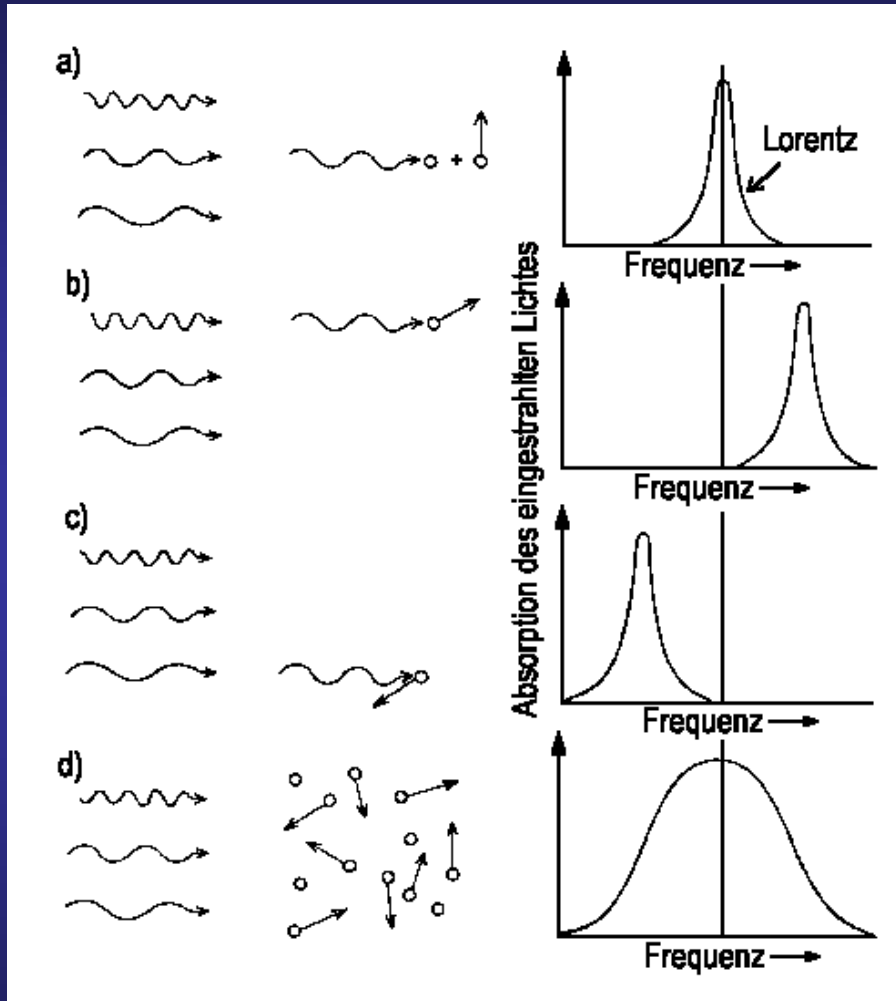 a)
+
Lorentz
Frequenz
b)
Frequenz
Absorption des eingestrahlten Lichtes
c)
Frequenz
d)
Frequenz